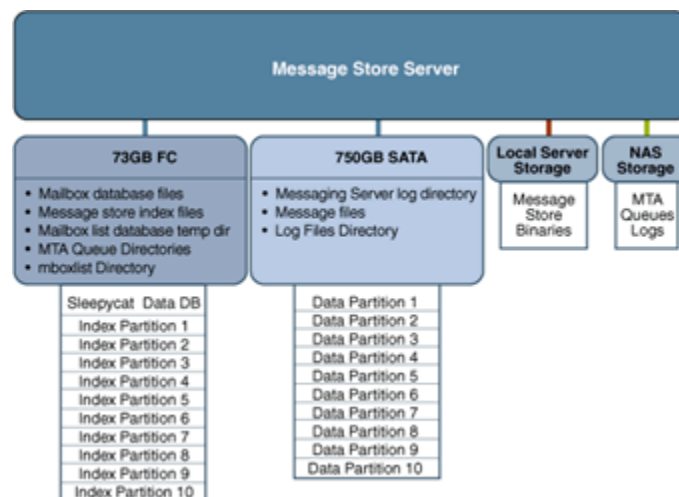 Message Store Server
73GB FC
• Mailbox database files
• Message store index files
• Mailbox list database temp dir
• MTA Queue Directories
• mboxlist Directory
Sleepycat Data DB
Index Partition 1
Index Partition 2
Index Partition 3
Index Partition 4
Index Partition 5
Index Partition 6
Index Partition 7
Index Partition 8
Index Partition 9
Index Partition 10
750GB SATA
• Messaging Server log directory
• Message files
• Log Files Directory
Data Partition 1
Data Partition 2
Data Partition 3
Data Partition 4
Data Partition 5
Data Partition 6
Data Partition 7
Data Partition 8
Data Partition 9
Data Partition 10
Local Server
Storage
Message
Store
Binaries
NAS
Storage
MTA
Queues
Logs